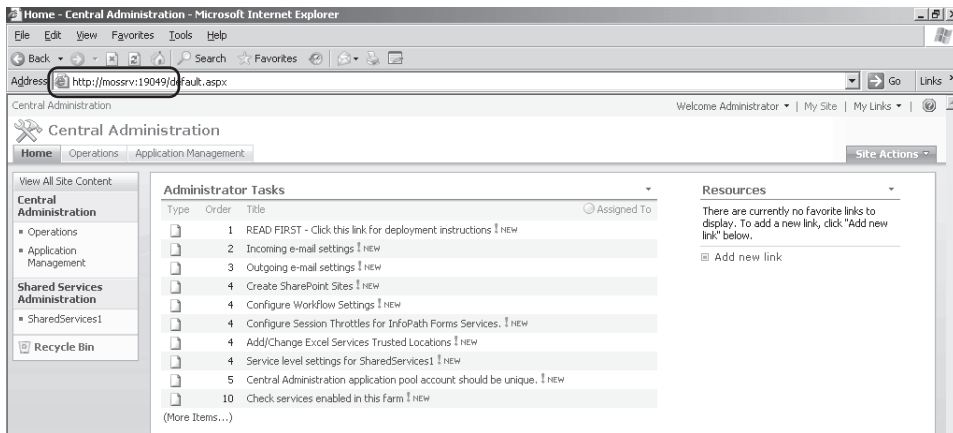 Home - Central Administration - Microsoft Internet Explorer
File Edit View Favorites Tools Help
Back Search Favorites
Address http://mossrv:19049/default.aspx Go Links
Central Administration Welcome Administrator | My Site | My Links |
Central Administration
Home Operations Application Management Site Actions
View All Site Content
Central Administration
Operations
Application Management
Shared Services Administration
SharedServices1
Recycle Bin
Administrator Tasks
Type Order Title Assigned To
1 READ FIRST - Click this link for deployment instructions ! NEW
2 Incoming e-mail settings ! NEW
3 Outgoing e-mail settings ! NEW
4 Create SharePoint Sites ! NEW
4 Configure Workflow Settings ! NEW
4 Configure Session Throttles for InfoPath Forms Services. ! NEW
4 Add/Change Excel Services Trusted Locations ! NEW
4 Service level settings for SharedServices1 ! NEW
5 Central Administration application pool account should be unique. ! NEW
10 Check services enabled in this farm ! NEW
(More Items...)
Resources
There are currently no favorite links to
display. To add a new link, click "Add new
link" below.
Add new link